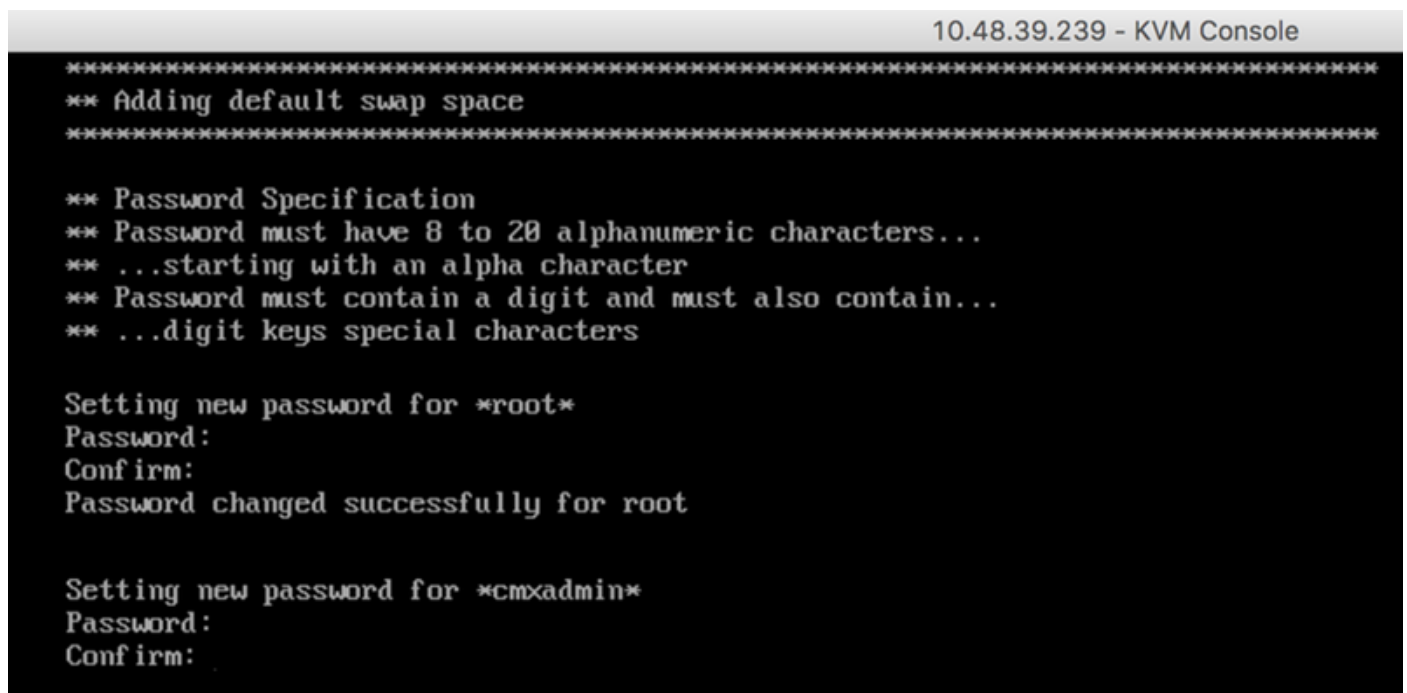 10.48.39.239 - KVM Console
********************************************************************************
** Adding default swap space
********************************************************************************
** Password Specification
** Password must have 8 to 20 alphanumeric characters...
** ...starting with an alpha character
** Password must contain a digit and must also contain...
** ...digit keys special characters
Setting new password for *root*
Password:
Confirm:
Password changed successfully for root
Setting new password for *cmxadmin*
Password:
Confirm: